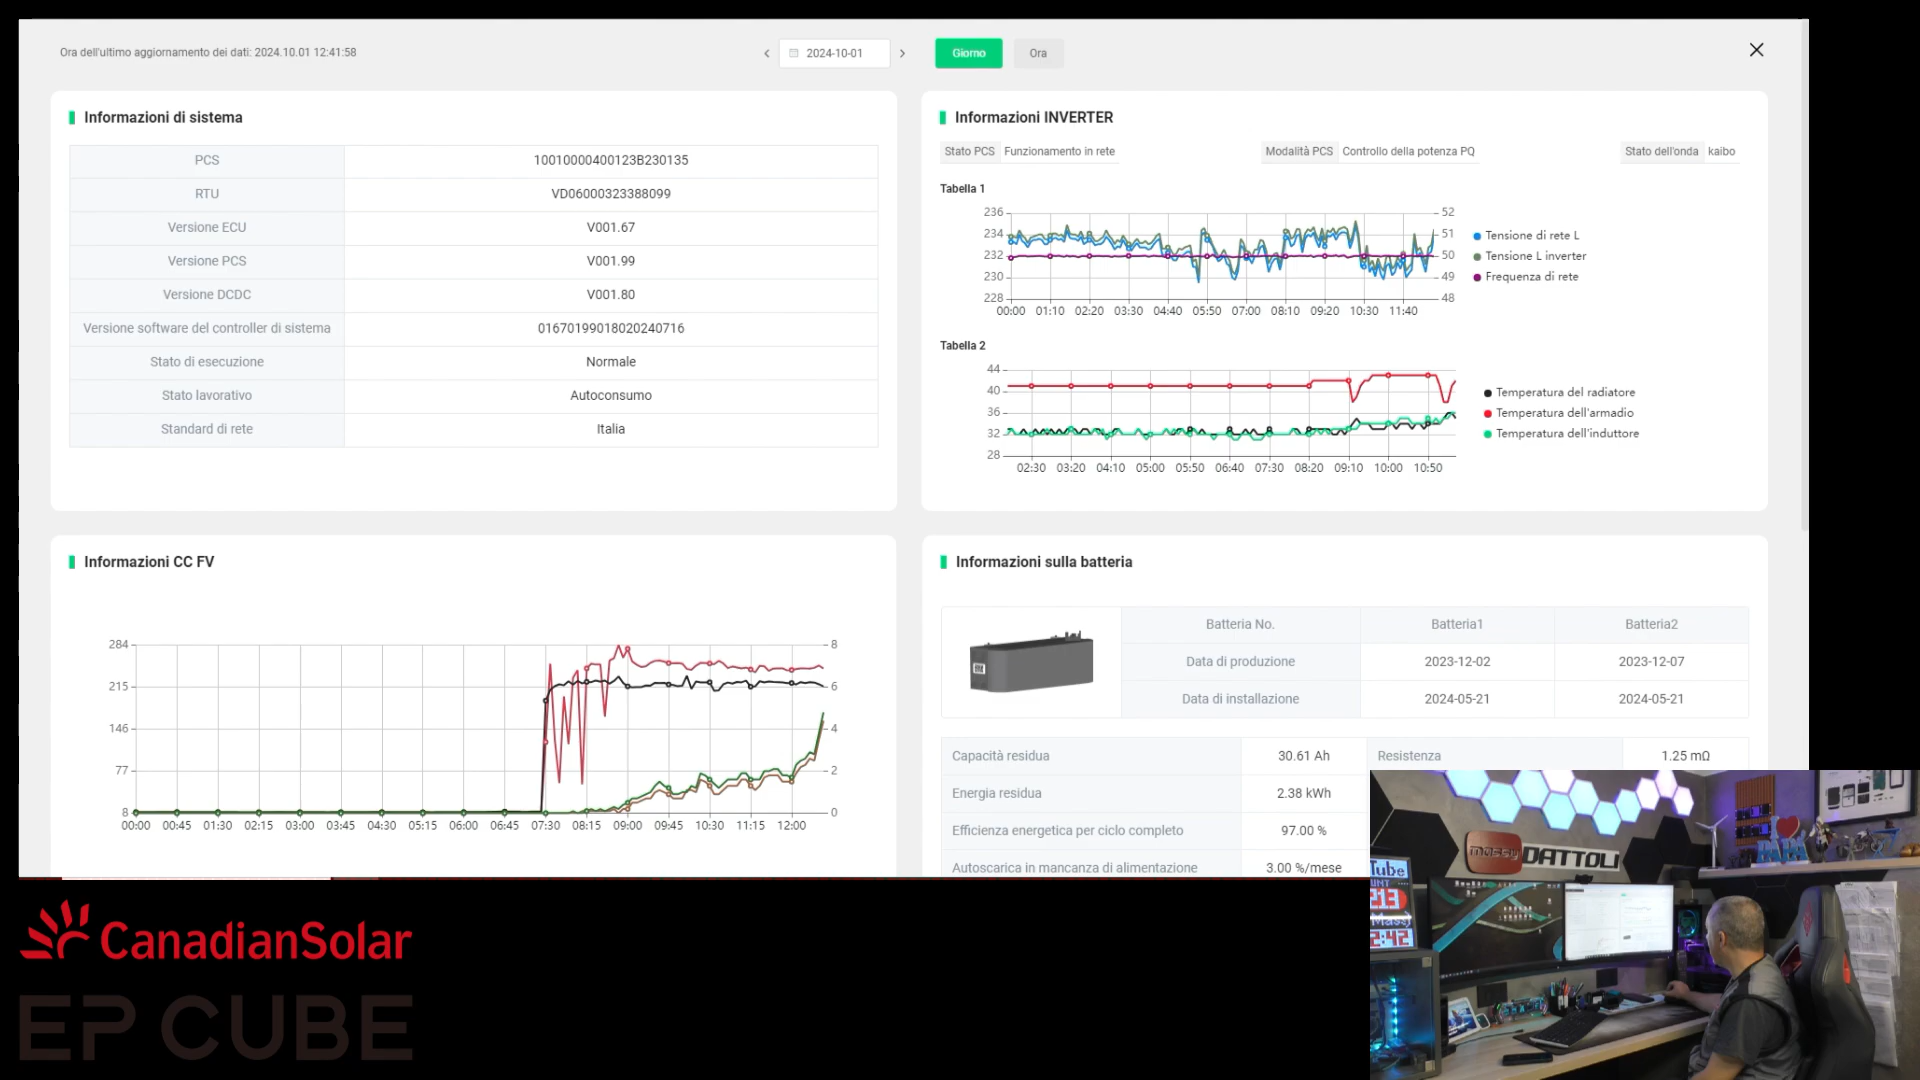 Ora dell'ultimo aggiornamento dei dati: 2024.10.01 12:41:58
2024-10-01
Giorno
Ora
Informazioni di sistema
PCS 10010000400123B230135
RTU VD06000323388099
Versione ECU V001.67
Versione PCS V001.99
Versione DCDC V001.80
Versione software del controller di sistema 01670199018020240716
Stato di esecuzione Normale
Stato lavorativo Autoconsumo
Standard di rete Italia
Informazioni INVERTER
Stato PCS Funzionamento in rete
Modalità PCS Controllo della potenza PQ
Stato dell'onda kaibo
Tabella 1
236 52
234 51
232 50
230 49
228 48
00:00 01:10 02:20 03:30 04:40 05:50 07:00 08:10 09:20 10:30 11:40
Tensione di rete L
Tensione L inverter
Frequenza di rete
Tabella 2
44
40
36
32
28
02:30 03:20 04:10 05:00 05:50 06:40 07:30 08:20 09:10 10:00 10:50
Temperatura del radiatore
Temperatura dell'armadio
Temperatura dell'induttore
Informazioni CC FV
284 8
215 6
146 4
77 2
8 0
00:00 00:45 01:30 02:15 03:00 03:45 04:30 05:15 06:00 06:45 07:30 08:15 09:00 09:45 10:30 11:15 12:00
Informazioni sulla batteria
Batteria No. Batteria1 Batteria2
Data di produzione 2023-12-02 2023-12-07
Data di installazione 2024-05-21 2024-05-21
Capacità residua 30.61 Ah Resistenza 1.25 mΩ
Energia residua 2.38 kWh
Efficienza energetica per ciclo completo 97.00 %
Autoscarica in mancanza di alimentazione 3.00 %/mese
CanadianSolar
EP CUBE
massy DATTOLI
I PAPÀ
Tube
213
Mass
2:42